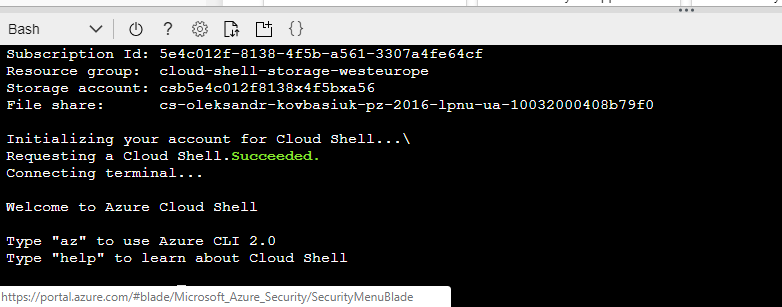 Bash
Subscription Id: 5e4c012f-8138-4f5b-a561-3307a4fe64cf
Resource group: cloud-shell-storage-westeurope
Storage account: csb5e4c012f8138x4f5bxa56
File share: cs-oleksandr-kovbasiuk-pz-2016-lpnu-ua-10032000408b79f0
Initializing your account for Cloud Shell...\
Requesting a Cloud Shell.Succeeded.
Connecting terminal...
Welcome to Azure Cloud Shell
Type "az" to use Azure CLI 2.0
Type "help" to learn about Cloud Shell
https://portal.azure.com/#blade/Microsoft_Azure_Security/SecurityMenuBlade